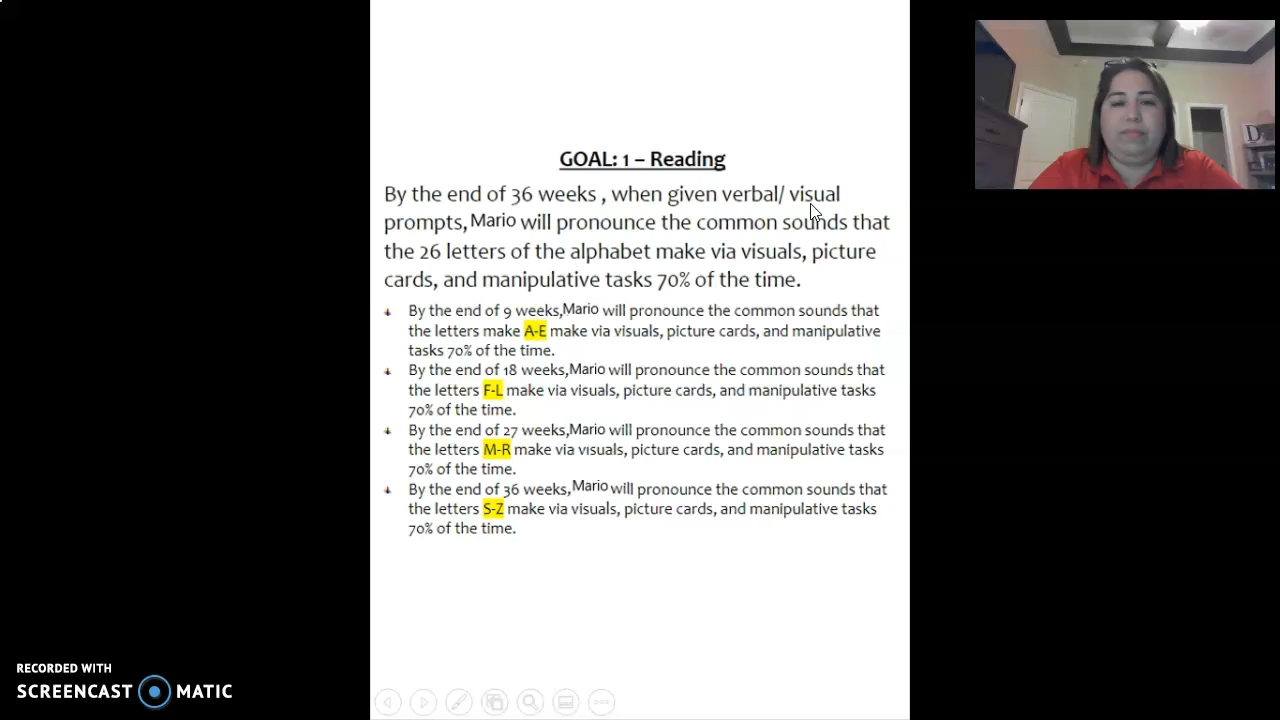 GOAL: 1 – Reading
By the end of 36 weeks , when given verbal/ visual
prompts, Mario will pronounce the common sounds that
the 26 letters of the alphabet make via visuals, picture
cards, and manipulative tasks 70% of the time.
By the end of 9 weeks, Mario will pronounce the common sounds that
the letters make A-E make via visuals, picture cards, and manipulative
tasks 70% of the time.
By the end of 18 weeks, Mario will pronounce the common sounds that
the letters F-L make via visuals, picture cards, and manipulative tasks
70% of the time.
By the end of 27 weeks, Mario will pronounce the common sounds that
the letters M-R make via visuals, picture cards, and manipulative tasks
70% of the time.
By the end of 36 weeks, Mario will pronounce the common sounds that
the letters S-Z make via visuals, picture cards, and manipulative tasks
70% of the time.
D
RECORDED WITH
SCREENCAST MATIC